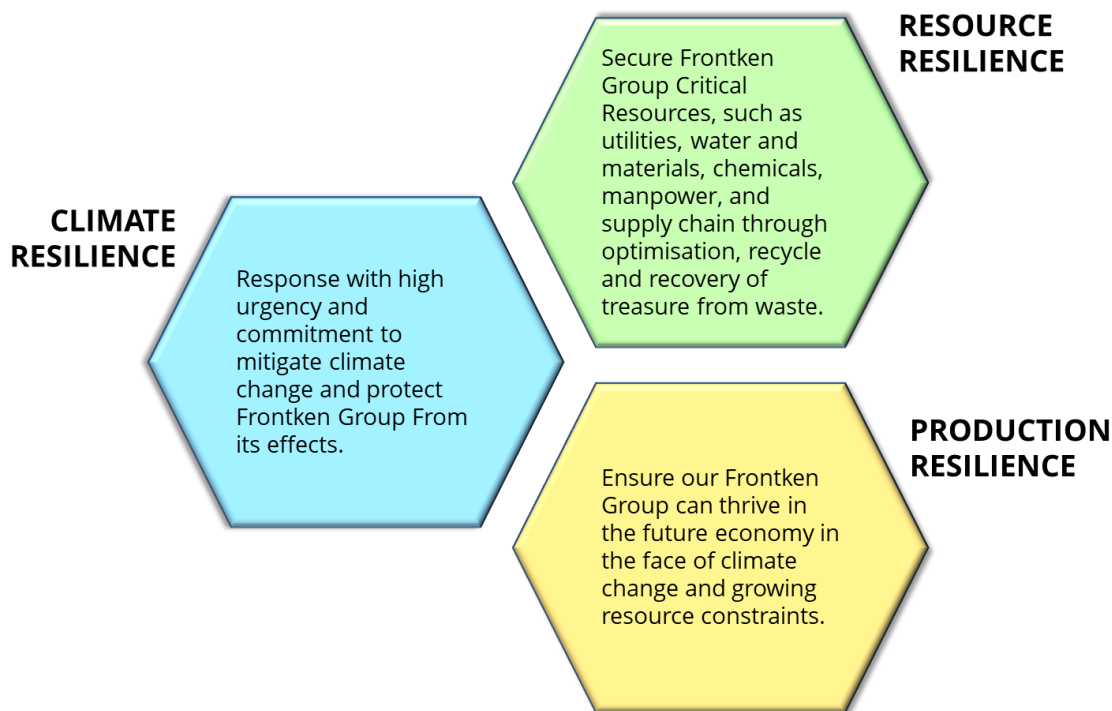 RESOURCE
RESILIENCE
Secure Frontken
Group Critical
Resources, such as
utilities, water and
materials, chemicals,
manpower, and
supply chain through
optimisation, recycle
and recovery of
treasure from waste.
CLIMATE
RESILIENCE
Response with high
urgency and
commitment to
mitigate climate
change and protect
Frontken Group From
its effects.
PRODUCTION
RESILIENCE
Ensure our Frontken
Group can thrive in
the future economy in
the face of climate
change and growing
resource constraints.